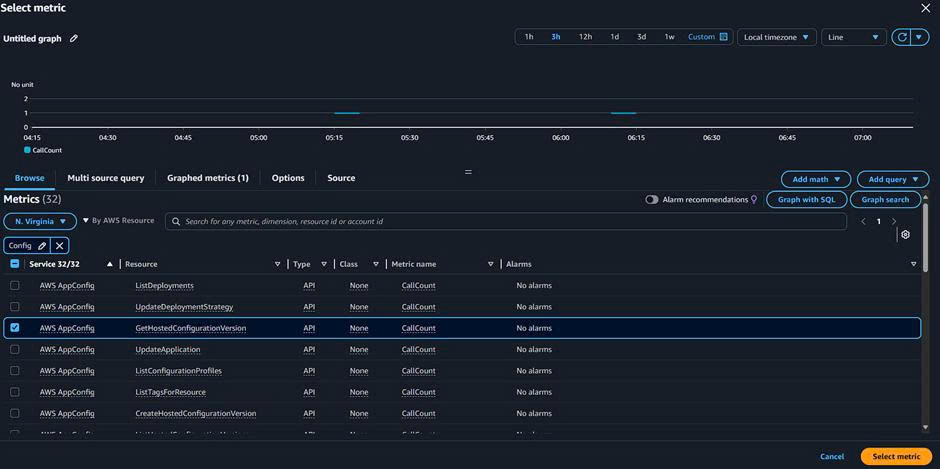 Select metric
Untitled graph
1h 3h 12h 1d 3d 1w Custom Local timezone Line
No unit
2
1
0
04:15 04:30 04:45 05:00 05:15 05:30 05:45 06:00 06:15 06:30 06:45 07:00
CallCount
Browse Multi source query Graphed metrics (1) Options Source Add math Add query
Metrics (32) Alarm recommendations Graph with SQL Graph search
N. Virginia By AWS Resource Search for any metric, dimension, resource id or account id 1
Config
Service 32/32 Resource Type Class Metric name Alarms
AWS AppConfig ListDeployments API None CallCount No alarms
AWS AppConfig UpdateDeploymentStrategy API None CallCount No alarms
AWS AppConfig GetHostedConfigurationVersion API None CallCount No alarms
AWS AppConfig UpdateApplication API None CallCount No alarms
AWS AppConfig ListConfigurationProfiles API None CallCount No alarms
AWS AppConfig ListTagsForResource API None CallCount No alarms
AWS AppConfig CreateHostedConfigurationVersion API None CallCount No alarms
Cancel Select metric